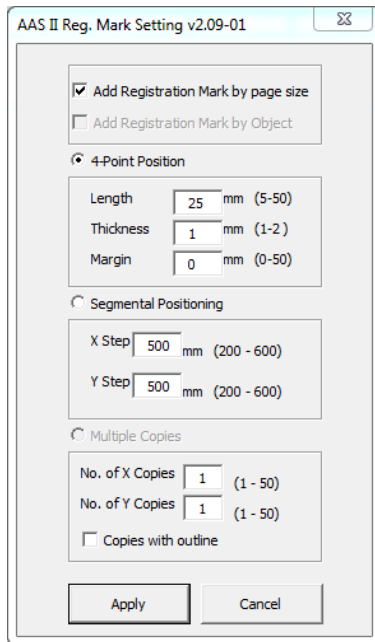 AAS II Reg. Mark Setting v2.09-01
Add Registration Mark by page size
Add Registration Mark by Object
4-Point Position
Length 25 mm (5-50)
Thickness 1 mm (1-2 )
Margin 0 mm (0-50)
Segmental Positioning
X Step 500 mm (200 - 600)
Y Step 500 mm (200 - 600)
Multiple Copies
No. of X Copies 1 (1 - 50)
No. of Y Copies 1 (1 - 50)
Copies with outline
Apply Cancel